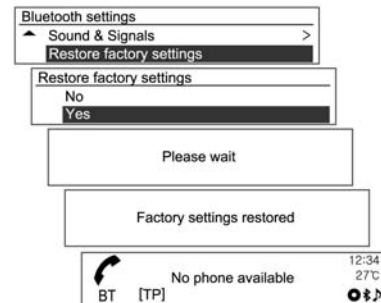 Bluetooth settings
Sound & Signals >
Restore factory settings
Restore factory settings
No
Yes
Please wait
Factory settings restored
12:34
No phone available 27℃
BT [TP]